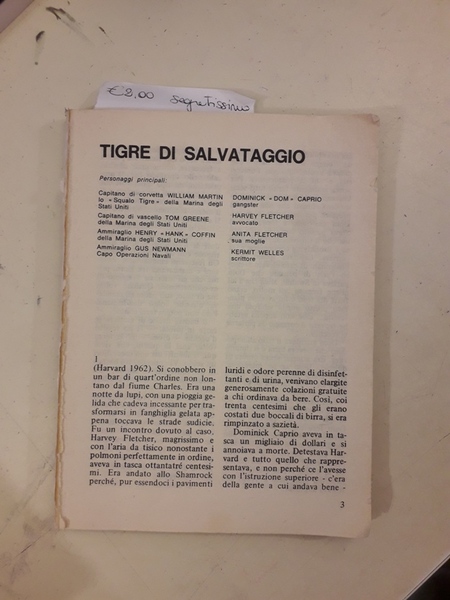 €2,00 segretissimo
TIGRE DI SALVATAGGIO
Personaggi principali:
Capitano di corvetta WILLIAM MARTIN
lo «Squalo Tigre» della Marina degli
Stati Uniti
Capitano di vascello TOM GREENE
della Marina degli Stati Uniti
Ammiraglio HENRY «HANK» COFFIN
della Marina degli Stati Uniti
Ammiraglio GUS NEWMANN
Capo Operazioni Navali
DOMINICK «DOM» CAPRIO
gangster
HARVEY FLETCHER
avvocato
ANITA FLETCHER
sua moglie
KERMIT WELLES
scrittore
1
(Harvard 1962). Si conobbero in
un bar di quart'ordine non lon-
tano dal fiume Charles. Era una
notte da lupi, con una pioggia ge-
lida che cadeva incessante per tra-
sformarsi in fanghiglia gelata ap-
pena toccava le strade sudicie.
Fu un incontro dovuto al caso.
Harvey Fletcher, magrissimo e
con l'aria da tisico nonostante i
polmoni perfettamente in ordine,
aveva in tasca ottantatré centesi-
mi. Era andato allo Shamrock
perché, pur essendoci i pavimenti
luridi e odore perenne di disinfet-
tanti e di urina, venivano elargite
generosamente colazioni gratuite
a chi ordinava da bere. Così, coi
trenta centesimi che gli erano
costati due boccali di birra, si era
rimpinzato a sazietà.
Dominick Caprio aveva in ta-
sca un migliaio di dollari e si
annoiava a morte. Detestava Har-
vard e tutto quello che rappre-
sentava, e non perché ce l'avesse
con l'istruzione superiore - c'era
della gente a cui andava bene -
3